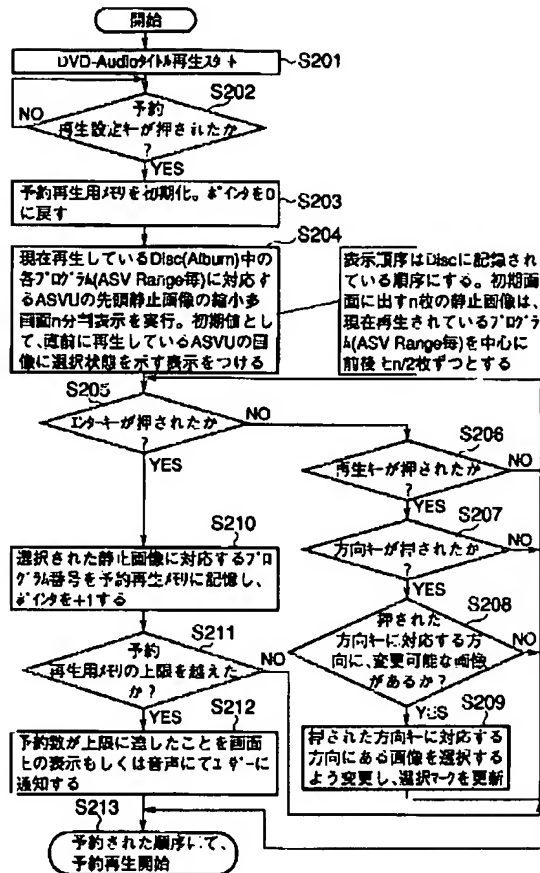 開始
DVD-Audioタイトル再生スタート
S201
S202
NO
予約
再生設定キーが押されたか
?
YES
予約再生用メモリを初期化。ポインタを0
に戻す
S203
S204
現在再生しているDisc(Album)中の
各プログラム(ASV Range毎)に対応す
るASVUの先頭静止画像の縮小多
画面n分割表示を実行。初期値とし
て、直前に再生しているASVUの画
像に選択状態を示す表示をつける
表示順序はDiscに記録され
ている順序にする。初期画
面に出すn枚の静止画像は、
現在再生されているプログラ
ム(ASV Range毎)を中心に
前後とn/2枚ずつとする
S205
エンターキーが押されたか
?
NO
YES
S206
再生キーが押されたか
?
NO
YES
S207
方向キーが押されたか
?
YES
S208
押された
方向キーに対応する方
向に、変更可能な画像
があるか?
NO
YES
S209
押された方向キーに対応する
方向にある画像を選択する
よう変更し、選択マークを更新
S210
選択された静止画像に対応するプロ
グラム番号を予約再生メモリに記憶し、
ポインタを+1する
S211
予約
再生用メモリの上限を越えた
か?
NO
YES
S212
予約数が上限に達したことを画面
上の表示もしくは音声にてユーザーに
通知する
S213
予約された順序にて、
予約再生開始